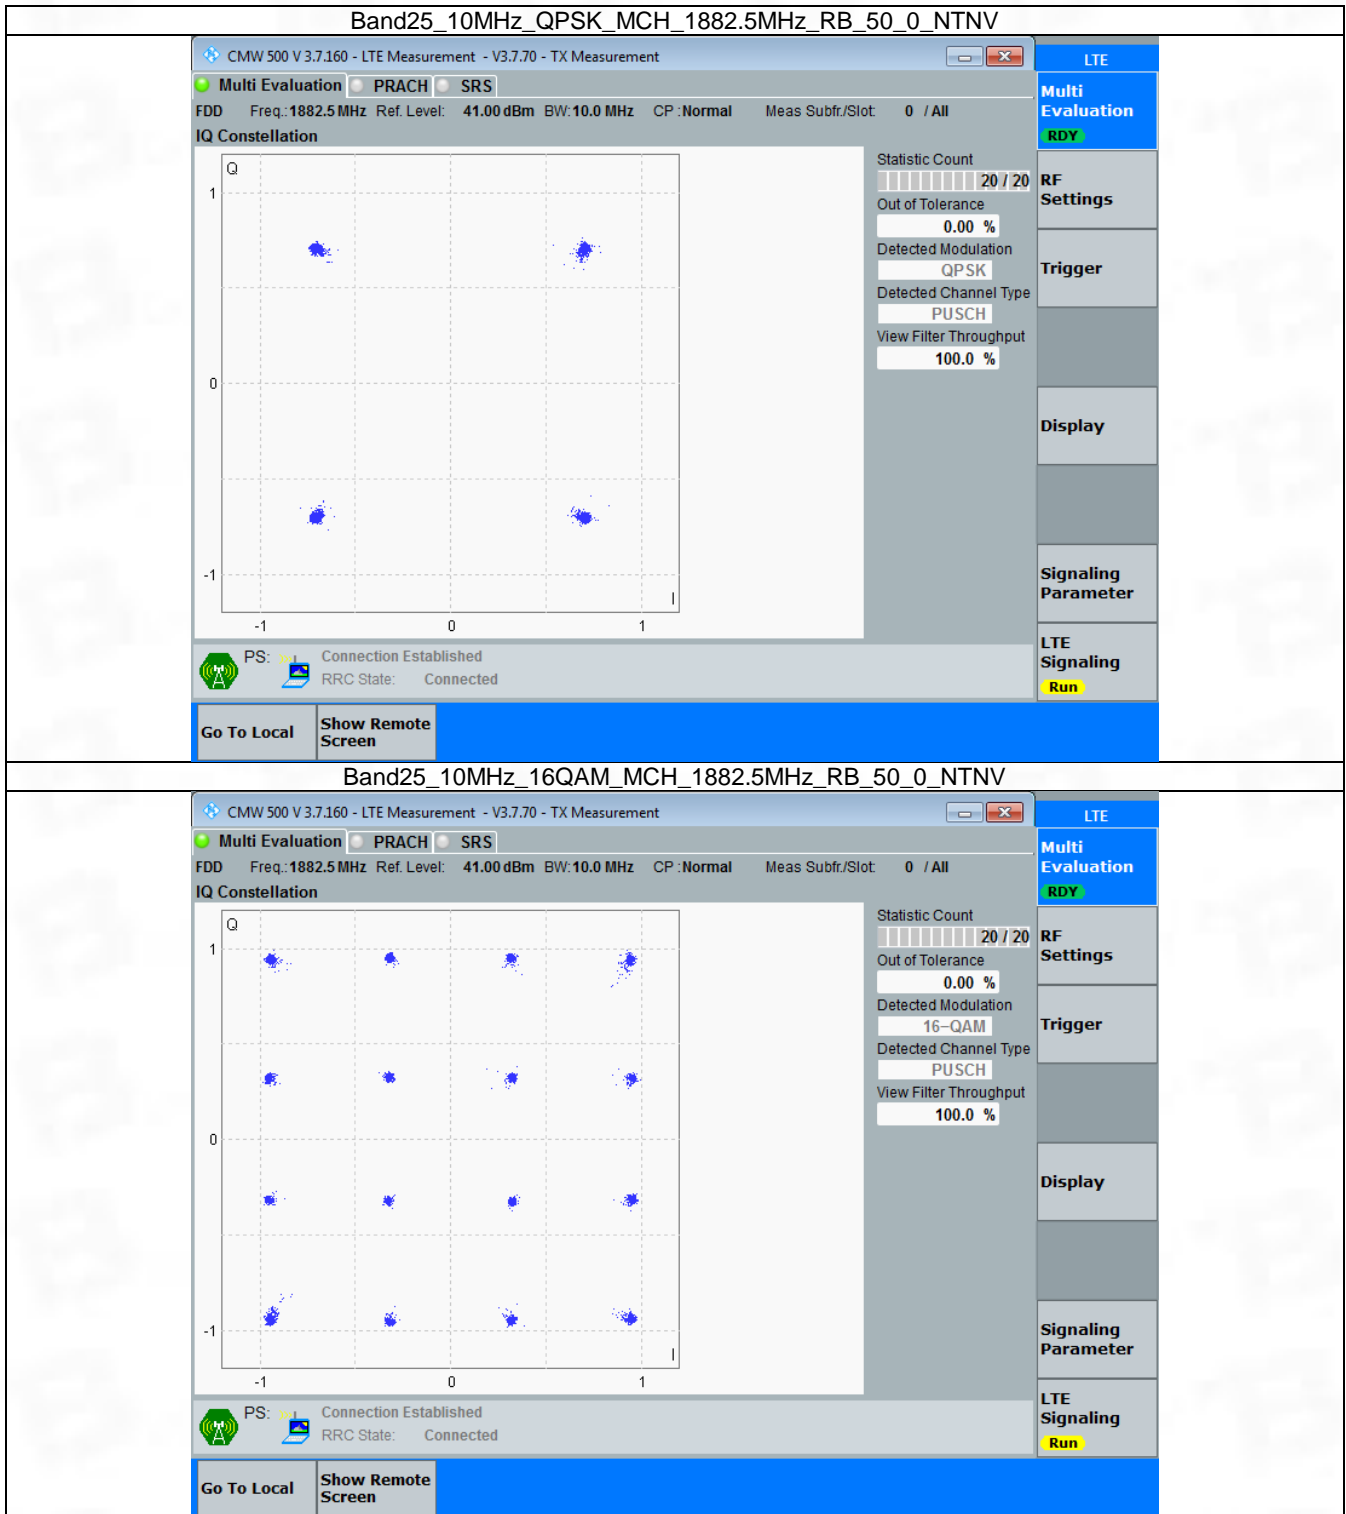 Band25_10MHz_QPSK_MCH_1882.5MHz_RB_50_0_NTNV
CMW 500 V 3.7.160 - LTE Measurement - V3.7.70 - TX Measurement
LTE
Multi Evaluation PRACH SRS
Multi
Evaluation
RDY
FDD Freq.:1882.5 MHz Ref. Level: 41.00 dBm BW:10.0 MHz CP :Normal Meas Subfr./Slot: 0 / All
IQ Constellation
Q
1
0
-1
I
-1 0 1
Statistic Count
20 / 20
Out of Tolerance
0.00 %
Detected Modulation
QPSK
Detected Channel Type
PUSCH
View Filter Throughput
100.0 %
RF
Settings
Trigger
Display
Signaling
Parameter
LTE
Signaling
Run
PS: Connection Established
RRC State: Connected
Go To Local
Show Remote
Screen
Band25_10MHz_16QAM_MCH_1882.5MHz_RB_50_0_NTNV
CMW 500 V 3.7.160 - LTE Measurement - V3.7.70 - TX Measurement
LTE
Multi Evaluation PRACH SRS
Multi
Evaluation
RDY
FDD Freq.:1882.5 MHz Ref. Level: 41.00 dBm BW:10.0 MHz CP :Normal Meas Subfr./Slot: 0 / All
IQ Constellation
Q
1
0
-1
I
-1 0 1
Statistic Count
20 / 20
Out of Tolerance
0.00 %
Detected Modulation
16-QAM
Detected Channel Type
PUSCH
View Filter Throughput
100.0 %
RF
Settings
Trigger
Display
Signaling
Parameter
LTE
Signaling
Run
PS: Connection Established
RRC State: Connected
Go To Local
Show Remote
Screen